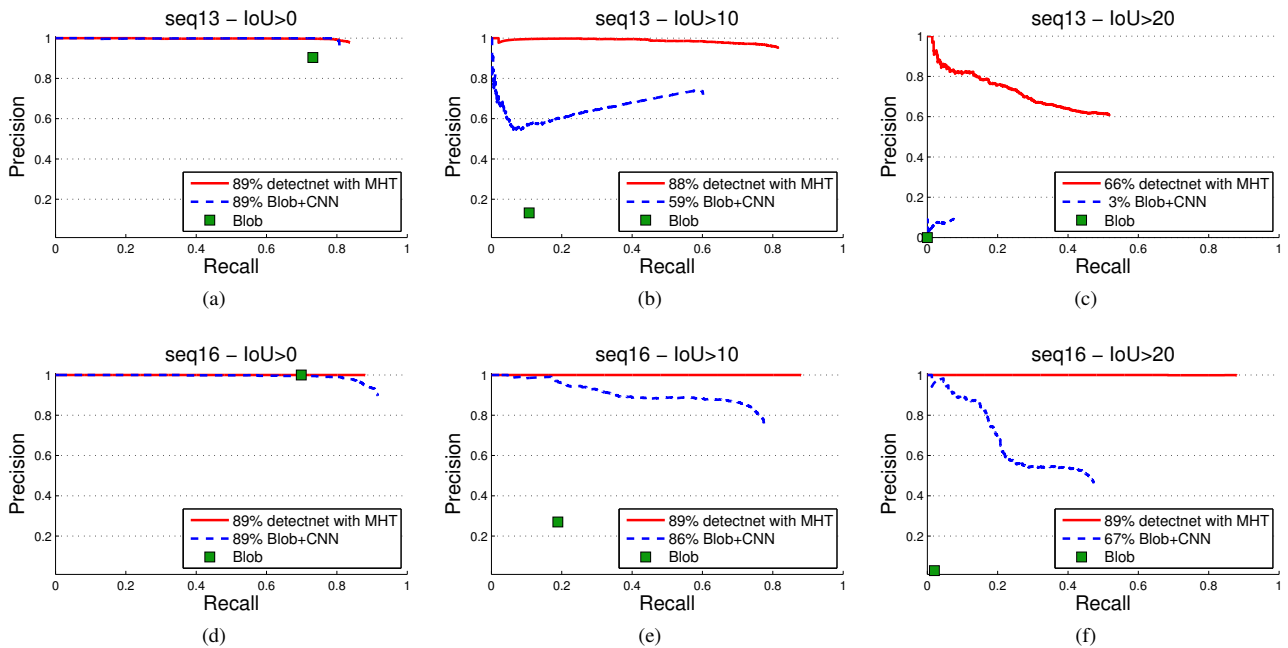 seq13 − IoU>0
Precision
1
0.8
0.6
0.4
0.2
89% detectnet with MHT
89% Blob+CNN
Blob
0 0.2 0.4 0.6 0.8 1
Recall
(a)
seq13 − IoU>10
Precision
1
0.8
0.6
0.4
0.2
88% detectnet with MHT
59% Blob+CNN
Blob
0 0.2 0.4 0.6 0.8 1
Recall
(b)
seq13 − IoU>20
Precision
1
0.8
0.6
0.4
0.2
0
66% detectnet with MHT
3% Blob+CNN
Blob
0 0.2 0.4 0.6 0.8 1
Recall
(c)
seq16 − IoU>0
Precision
1
0.8
0.6
0.4
0.2
89% detectnet with MHT
89% Blob+CNN
Blob
0 0.2 0.4 0.6 0.8 1
Recall
(d)
seq16 − IoU>10
Precision
1
0.8
0.6
0.4
0.2
89% detectnet with MHT
86% Blob+CNN
Blob
0 0.2 0.4 0.6 0.8 1
Recall
(e)
seq16 − IoU>20
Precision
1
0.8
0.6
0.4
0.2
89% detectnet with MHT
67% Blob+CNN
Blob
0 0.2 0.4 0.6 0.8 1
Recall
(f)